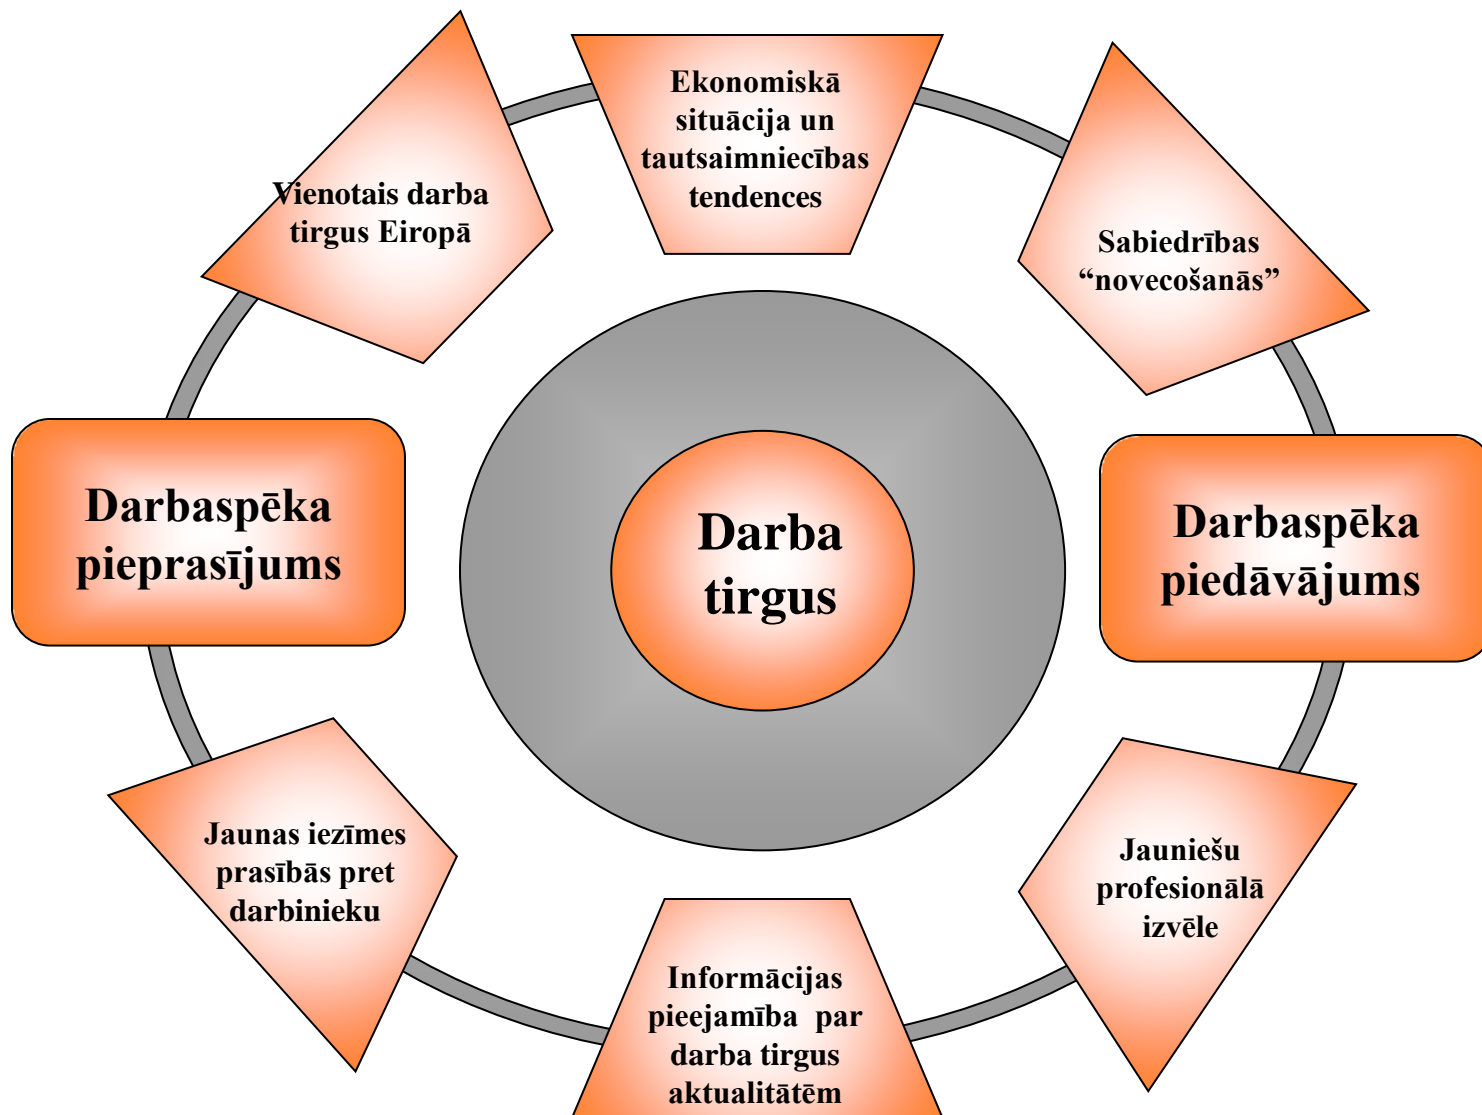 Ekonomiskā
situācija un
tautsaimniecības
tendences
Vienotais darba
tirgus Eiropā
Sabiedrības
“novecošanās”
Darbaspēka
pieprasījums
Darba
tirgus
Darbaspēka
piedāvājums
Jaunas iezīmes
prasībās pret
darbinieku
Jauniešu
profesionālā
izvēle
Informācijas
pieejamība par
darba tirgus
aktualitātēm